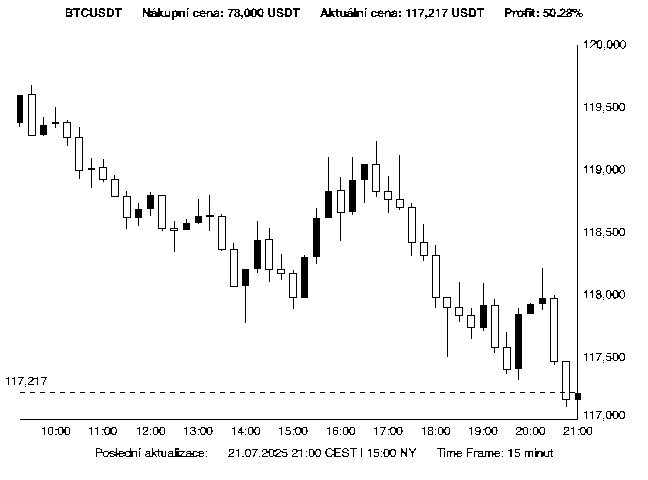 BTCUSDT Nákupní cena: 78,000 USDT Aktuální cena: 117,217 USDT Profit: 50.28%
120,000
119,500
119,000
118,500
118,000
117,500
117,217
117,000
10:00 11:00 12:00 13:00 14:00 15:00 16:00 17:00 18:00 19:00 20:00 21:00
Poslední aktualizace: 21.07.2025 21:00 CEST | 15:00 NY Time Frame: 15 minut